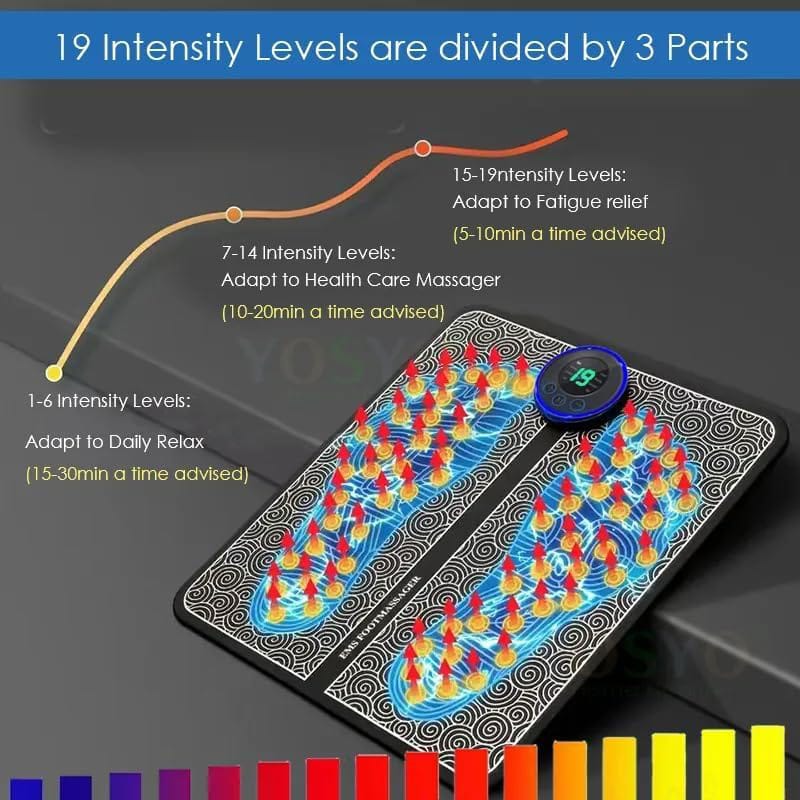 19 Intensity Levels are divided by 3 Parts
15-19ntensity Levels:
Adapt to Fatigue relief
(5-10min a time advised)
7-14 Intensity Levels:
Adapt to Health Care Massager
(10-20min a time advised)
YOSYO
19
1-6 Intensity Levels:
Adapt to Daily Relax
(15-30min a time advised)
EMS FOOTMASSAGER
YOSYO